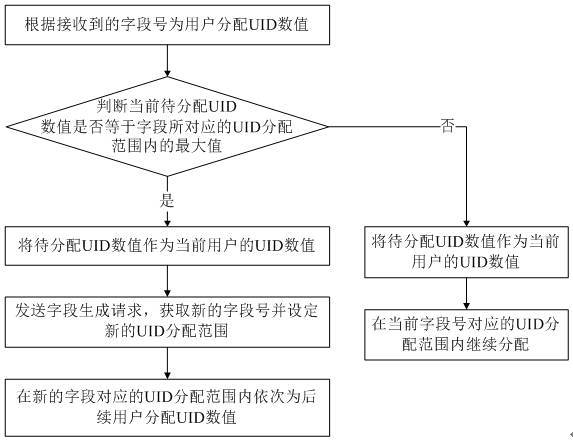 根据接收到的字段号为用户分配UID数值
判断当前待分配UID
数值是否等于字段所对应的UID分配
范围内的最大值
否
是
将待分配UID数值作为当前用户的UID数值
将待分配UID数值作为当前
用户的UID数值
发送字段生成请求，获取新的字段号并设定
新的UID分配范围
在当前字段号对应的UID分
配范围内继续分配
在新的字段对应的UID分配范围内依次为后
续用户分配UID数值